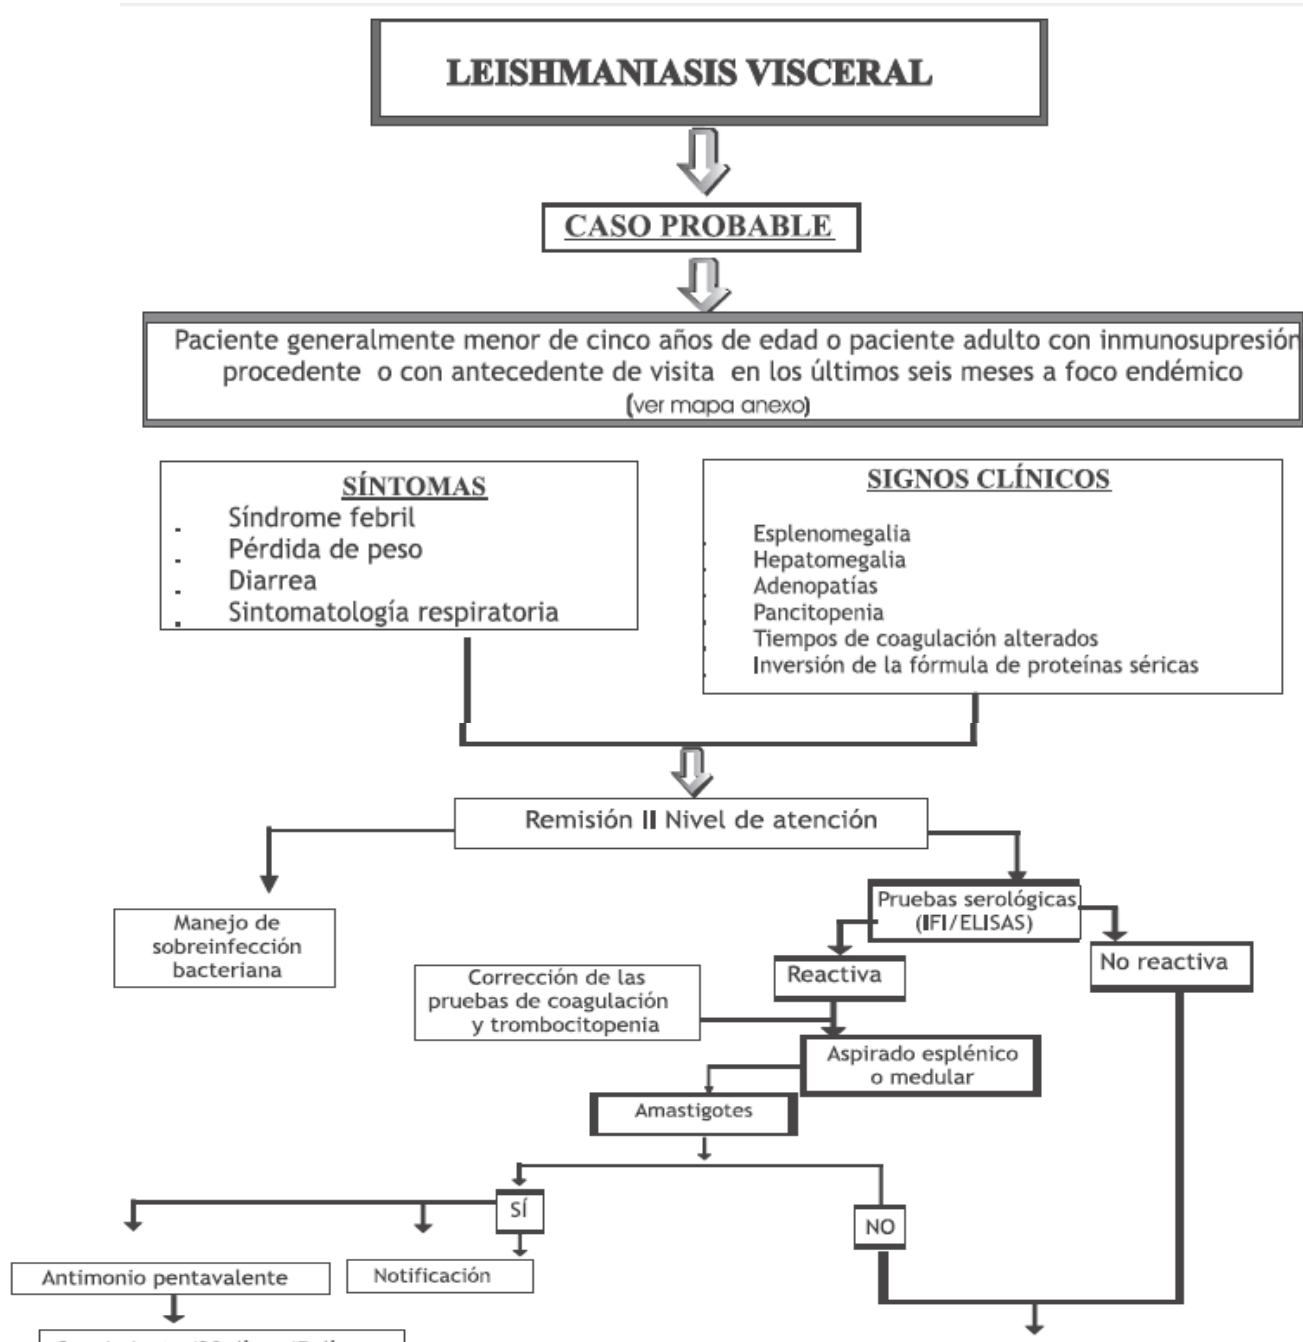 LEISHMANIASIS VISCERAL
CASO PROBABLE
Paciente generalmente menor de cinco años de edad o paciente adulto con inmunosupresión
procedente o con antecedente de visita en los últimos seis meses a foco endémico
(ver mapa anexo)
SÍNTOMAS
Síndrome febril
Pérdida de peso
Diarrea
Sintomatología respiratoria
SIGNOS CLÍNICOS
Esplenomegalia
Hepatomegalia
Adenopatías
Pancitopenia
Tiempos de coagulación alterados
Inversión de la fórmula de proteínas séricas
Remisión II Nivel de atención
Manejo de
sobreinfección
bacteriana
Pruebas serológicas
(IFI/ELISAS)
Reactiva
No reactiva
Corrección de las
pruebas de coagulación
y trombocitopenia
Aspirado esplénico
o medular
Amastigotes
SÍ
NO
Antimonio pentavalente
Notificación